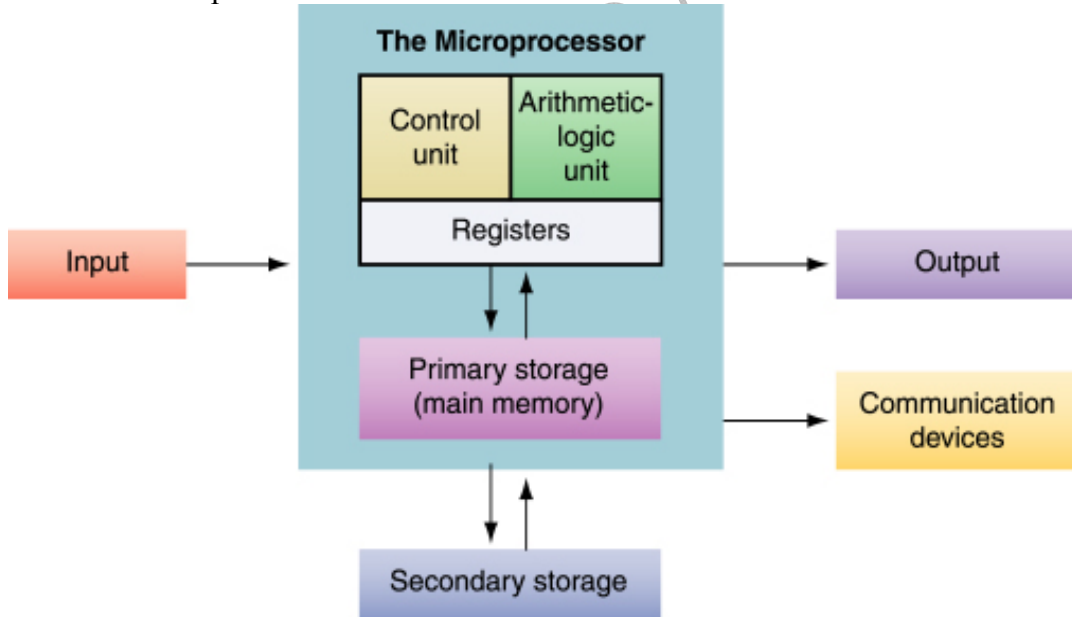 The Microprocessor
Control
unit
Arithmetic-
logic
unit
Registers
Input
Output
Primary storage
(main memory)
Communication
devices
Secondary storage